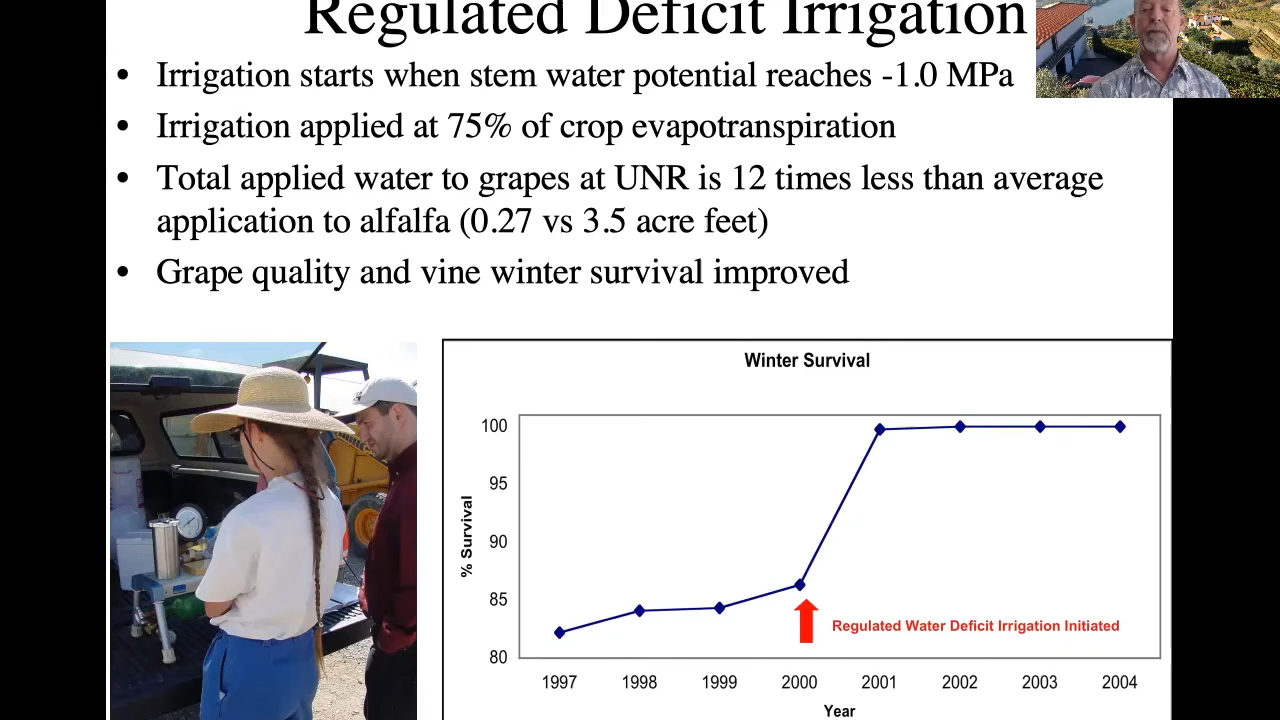 Regulated Deficit Irrigation
• Irrigation starts when stem water potential reaches -1.0 MPa
• Irrigation applied at 75% of crop evapotranspiration
• Total applied water to grapes at UNR is 12 times less than average
application to alfalfa (0.27 vs 3.5 acre feet)
• Grape quality and vine winter survival improved
Winter Survival
100
95
90
85
80
% Survival
Regulated Water Deficit Irrigation Initiated
1997 1998 1999 2000 2001 2002 2003 2004
Year